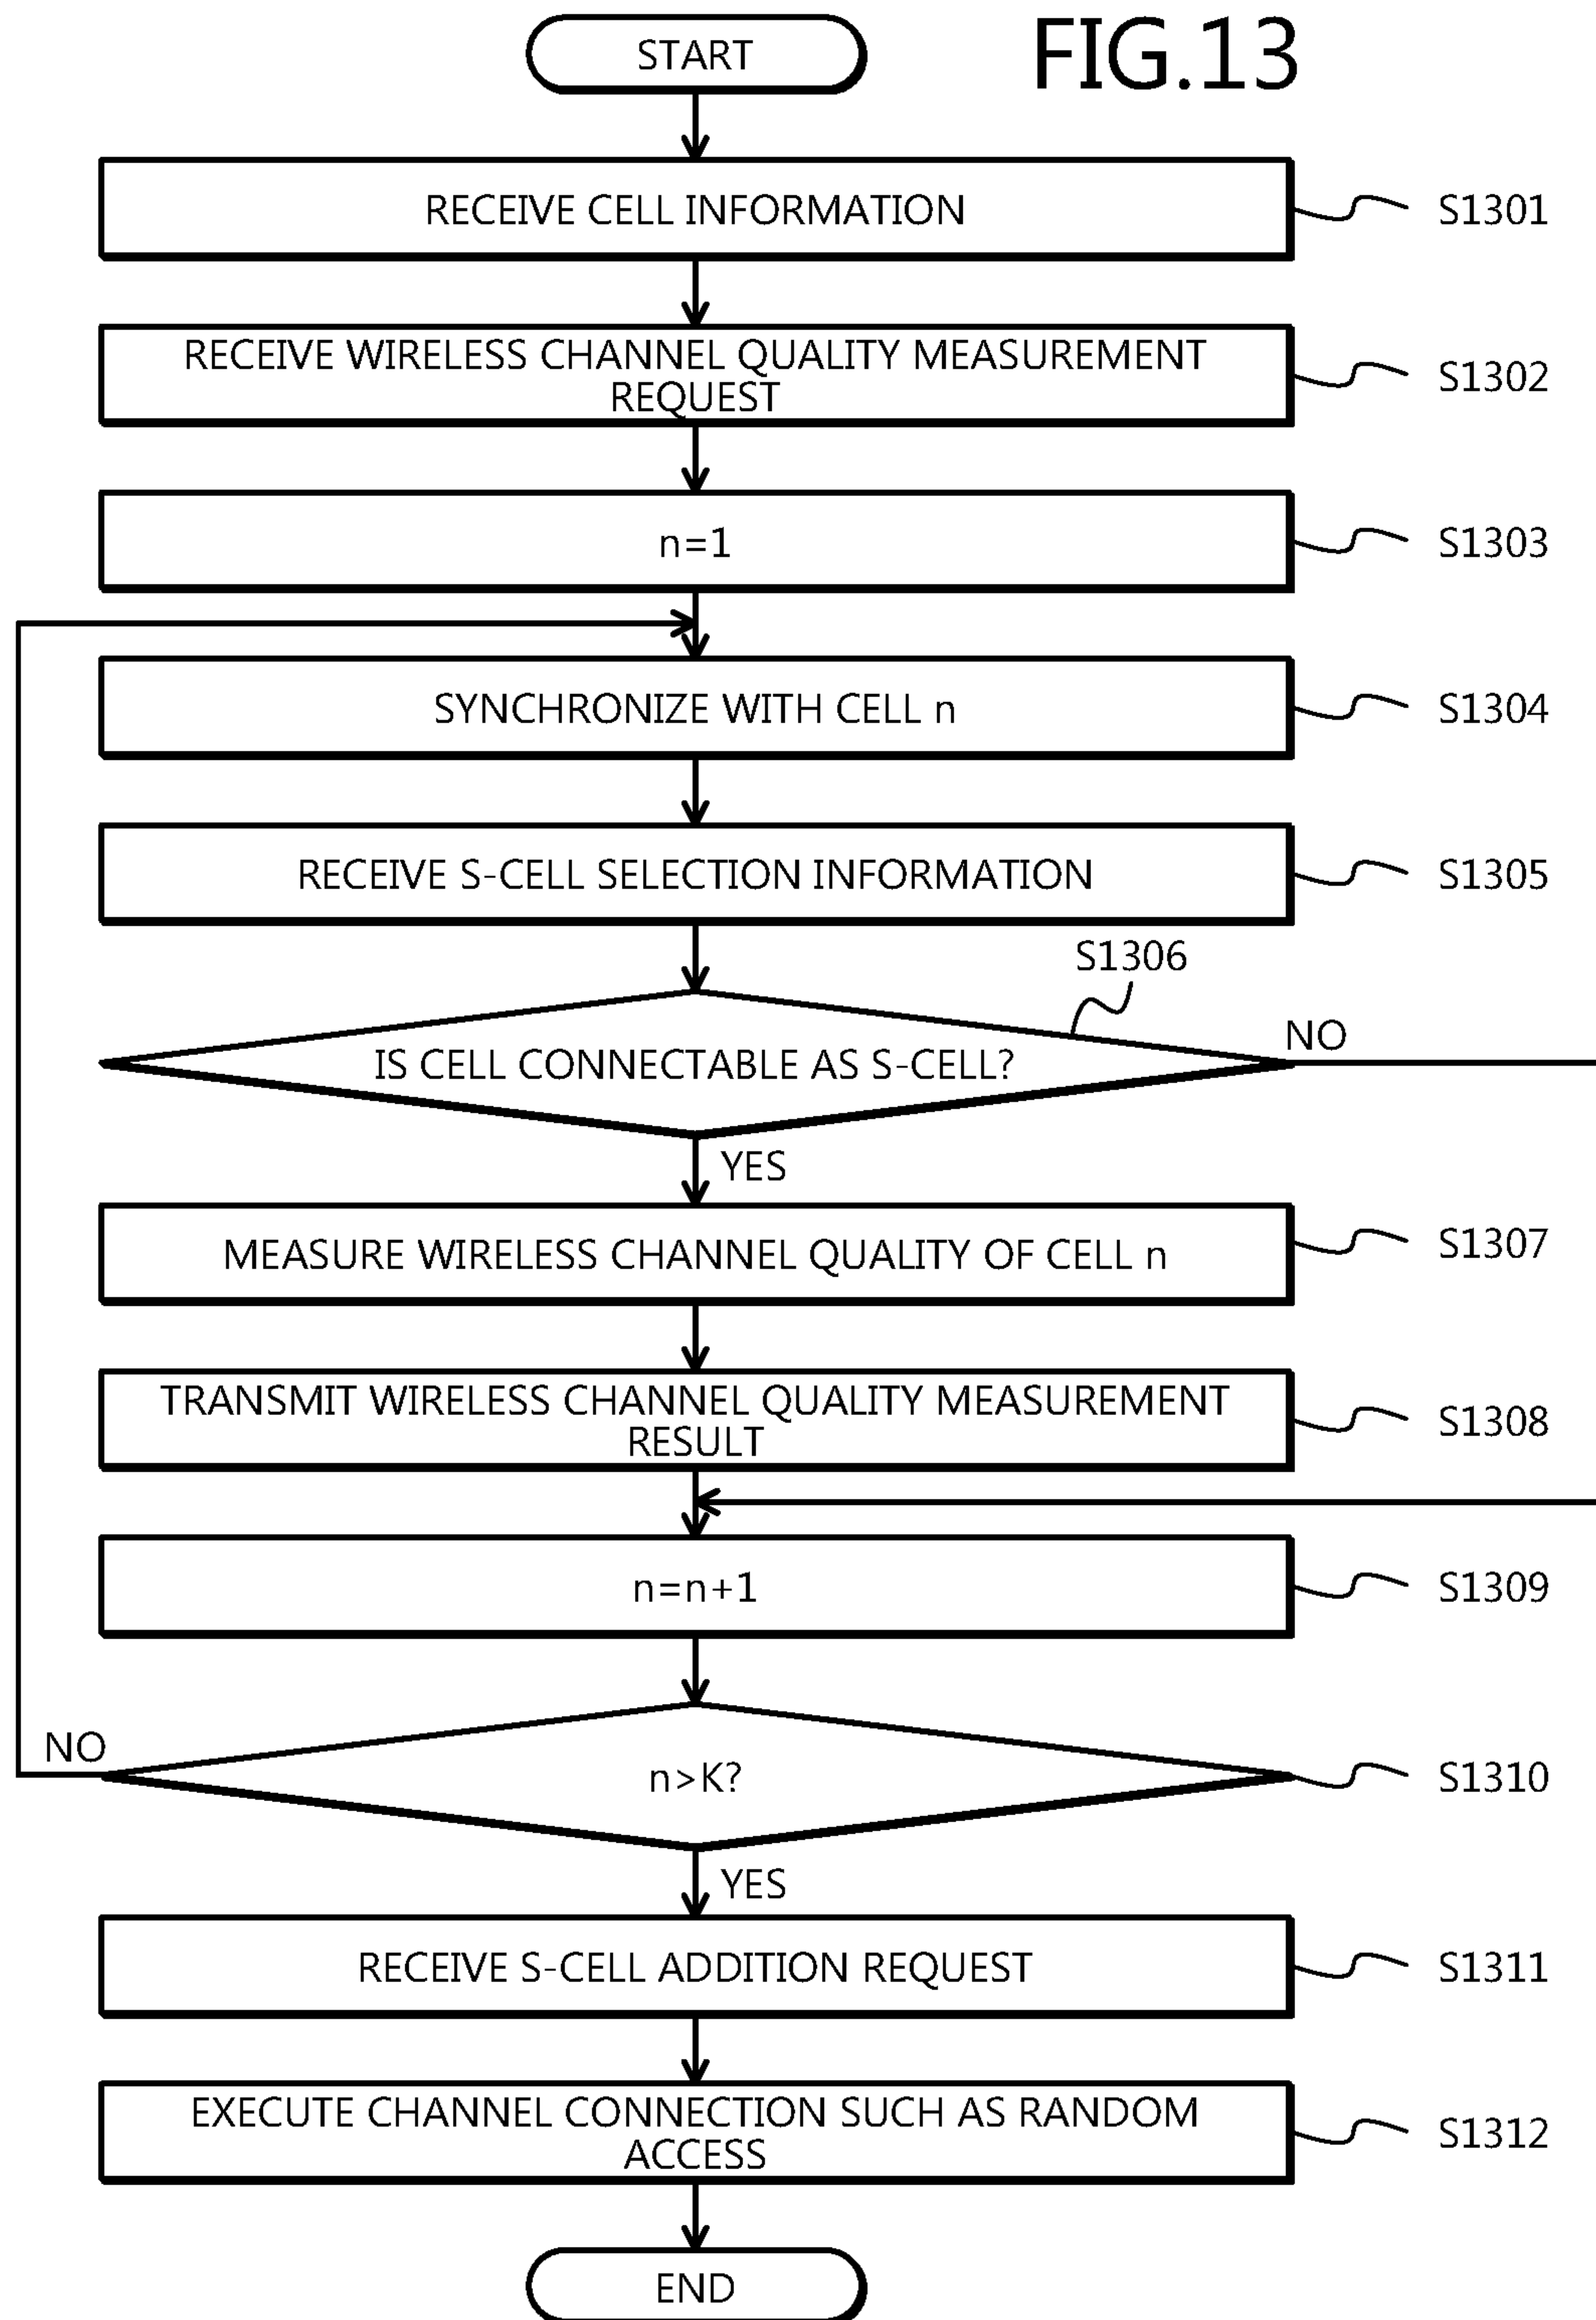 FIG.13
START
RECEIVE CELL INFORMATION
S1301
RECEIVE WIRELESS CHANNEL QUALITY MEASUREMENT
REQUEST
S1302
n=1
S1303
SYNCHRONIZE WITH CELL n
S1304
RECEIVE S-CELL SELECTION INFORMATION
S1305
S1306
IS CELL CONNECTABLE AS S-CELL?
NO
YES
MEASURE WIRELESS CHANNEL QUALITY OF CELL n
S1307
TRANSMIT WIRELESS CHANNEL QUALITY MEASUREMENT
RESULT
S1308
n=n+1
S1309
NO
n>K?
S1310
YES
RECEIVE S-CELL ADDITION REQUEST
S1311
EXECUTE CHANNEL CONNECTION SUCH AS RANDOM
ACCESS
S1312
END